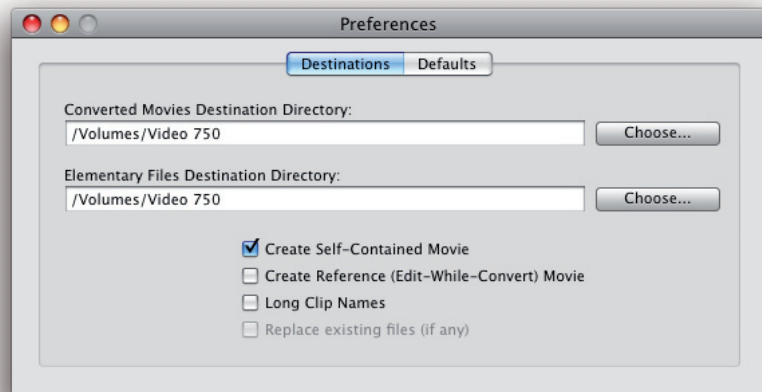 Preferences
Destinations Defaults
Converted Movies Destination Directory:
/Volumes/Video 750 Choose...
Elementary Files Destination Directory:
/Volumes/Video 750 Choose...
Create Self-Contained Movie
Create Reference (Edit-While-Convert) Movie
Long Clip Names
Replace existing files (if any)